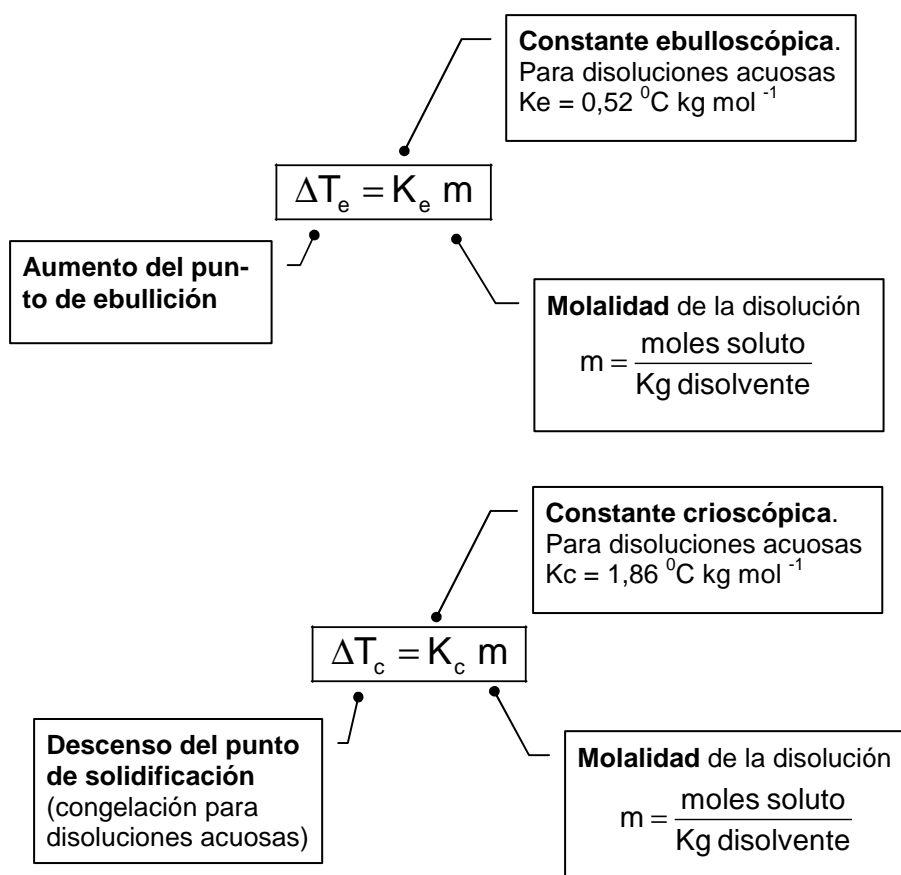 Constante ebulloscópica.
Para disoluciones acuosas
Ke = 0,52 ⁰C kg mol ⁻¹
ΔTₑ = Kₑ m
Aumento del pun-
to de ebullición
Molalidad de la disolución
m = moles soluto / Kg disolvente
Constante crioscópica.
Para disoluciones acuosas
Kc = 1,86 ⁰C kg mol ⁻¹
ΔT_c = K_c m
Descenso del punto
de solidificación
(congelación para
disoluciones acuosas)
Molalidad de la disolución
m = moles soluto / Kg disolvente